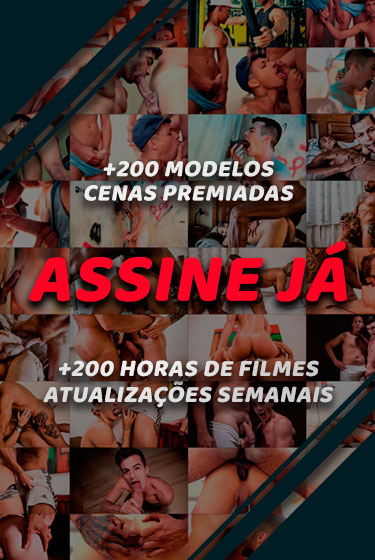 +200 MODELOS
CENAS PREMIADAS
ASSINE JÁ
+200 HORAS DE FILMES
ATUALIZAÇÕES SEMANAIS